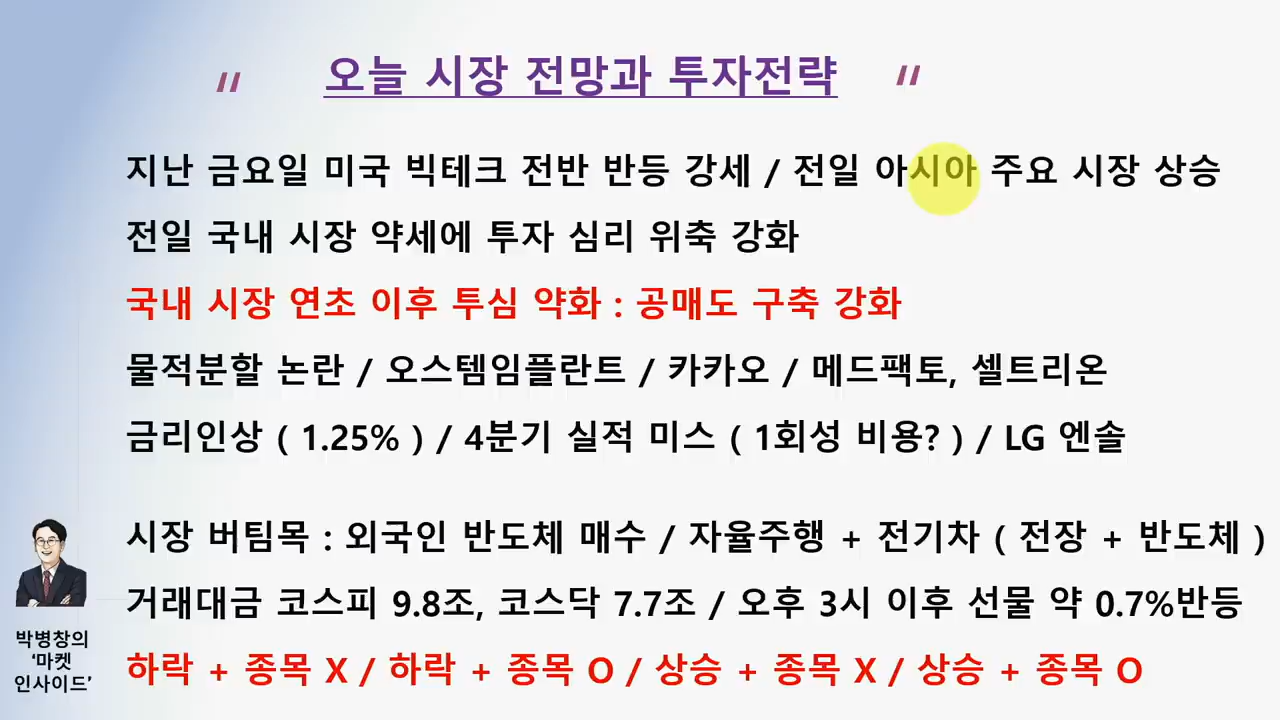 " 오늘 시장 전망과 투자전략 "
지난 금요일 미국 빅테크 전반 반등 강세 / 전일 아시아 주요 시장 상승
전일 국내 시장 약세에 투자 심리 위축 강화
국내 시장 연초 이후 투심 약화 : 공매도 구축 강화
물적분할 논란 / 오스템임플란트 / 카카오 / 메드팩토, 셀트리온
금리인상 ( 1.25% ) / 4분기 실적 미스 ( 1회성 비용? ) / LG 엔솔
시장 버팀목 : 외국인 반도체 매수 / 자율주행 + 전기차 ( 전장 + 반도체 )
거래대금 코스피 9.8조, 코스닥 7.7조 / 오후 3시 이후 선물 약 0.7%반등
하락 + 종목 X / 하락 + 종목 O / 상승 + 종목 X / 상승 + 종목 O
박병창의
‘마켓
인사이드’